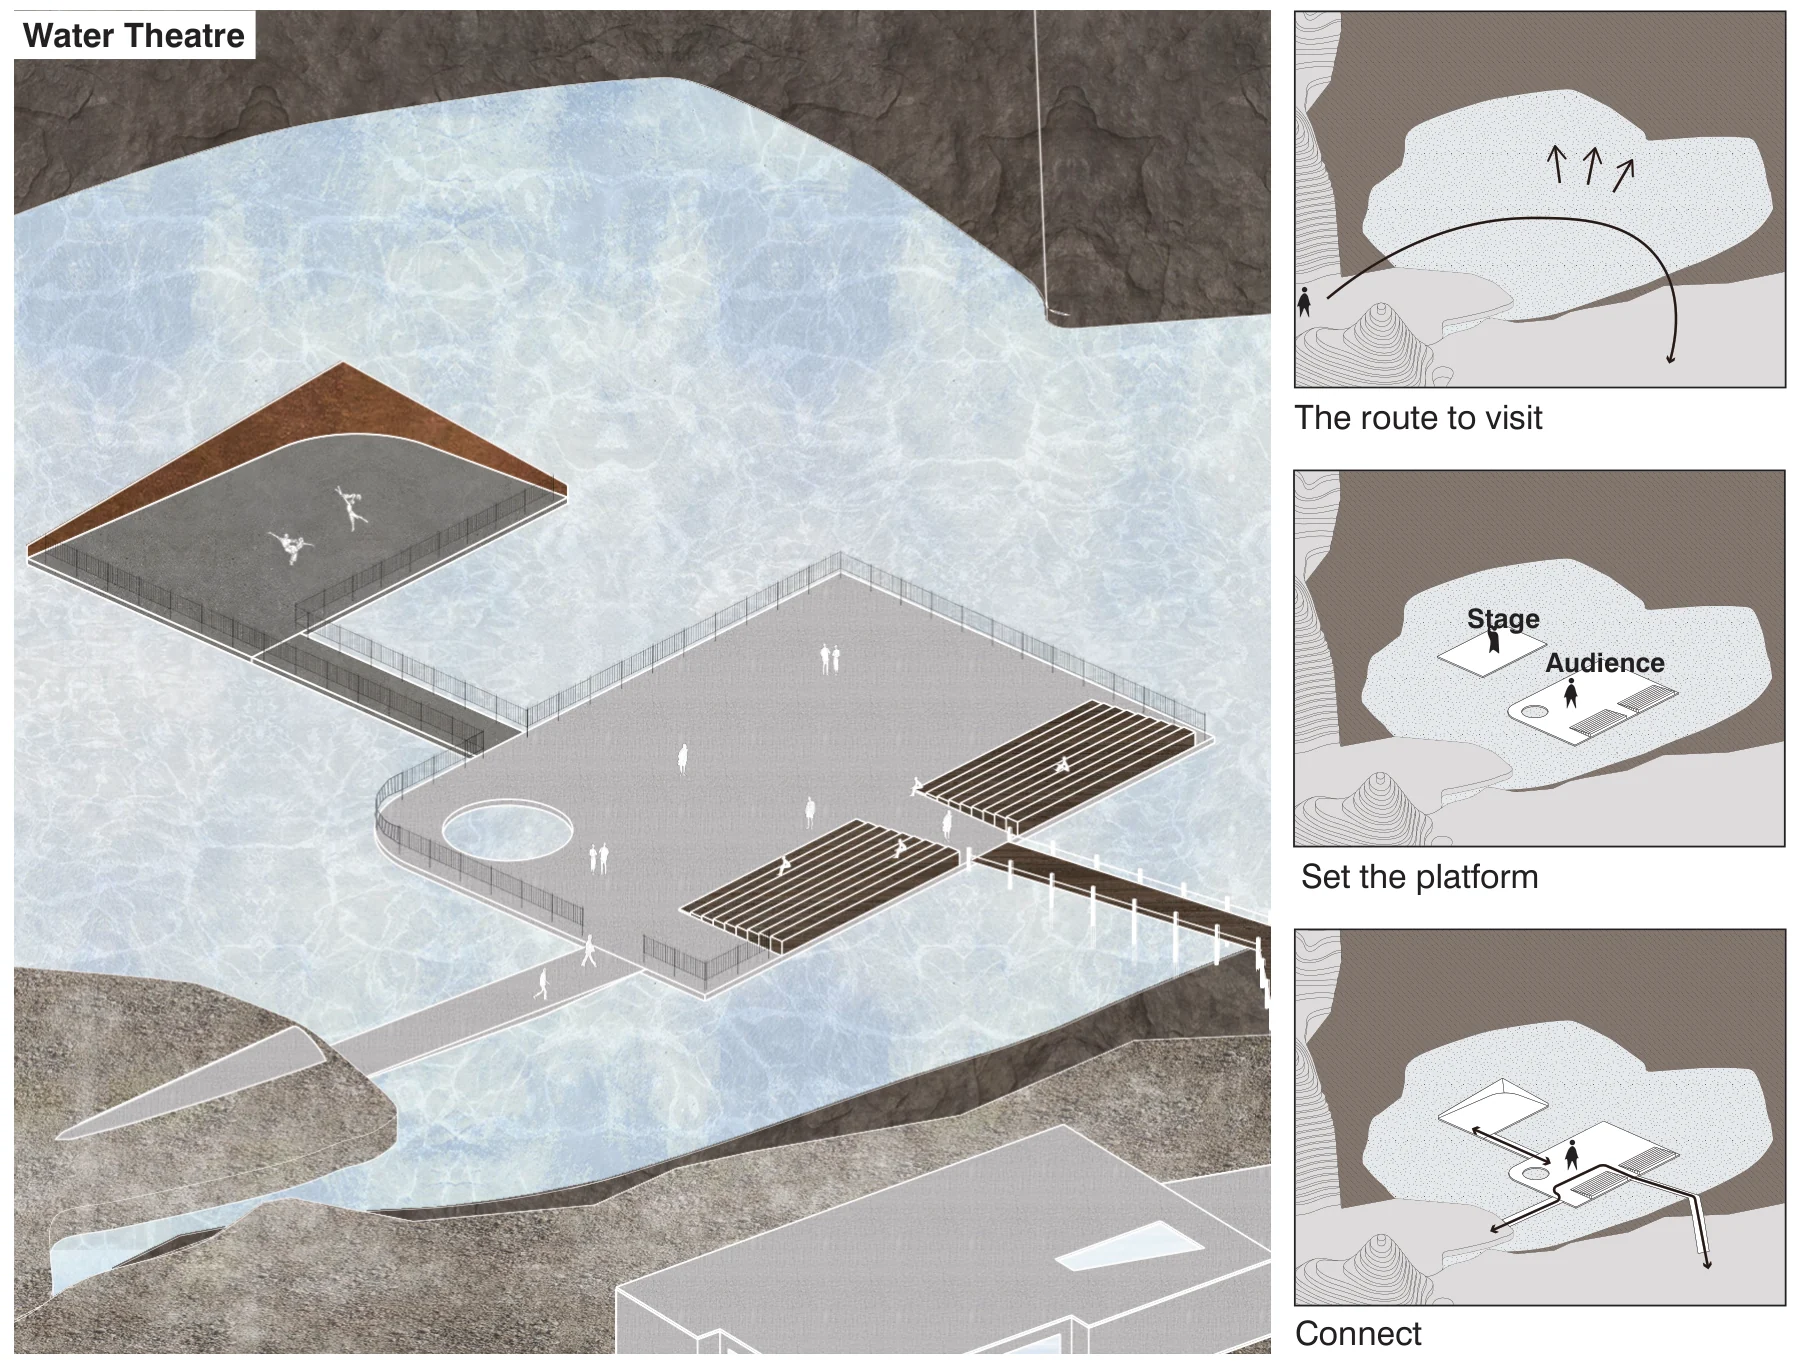 Water Theatre
The route to visit
Stage
Audience
Set the platform
Connect